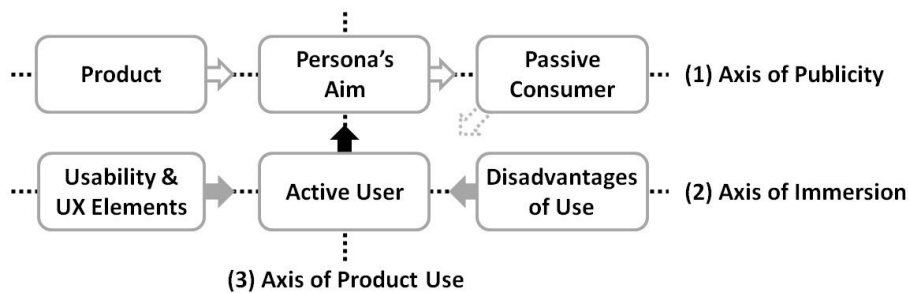 Product
Persona's
Aim
Passive
Consumer
(1) Axis of Publicity
Usability &
UX Elements
Active User
Disadvantages
of Use
(2) Axis of Immersion
(3) Axis of Product Use